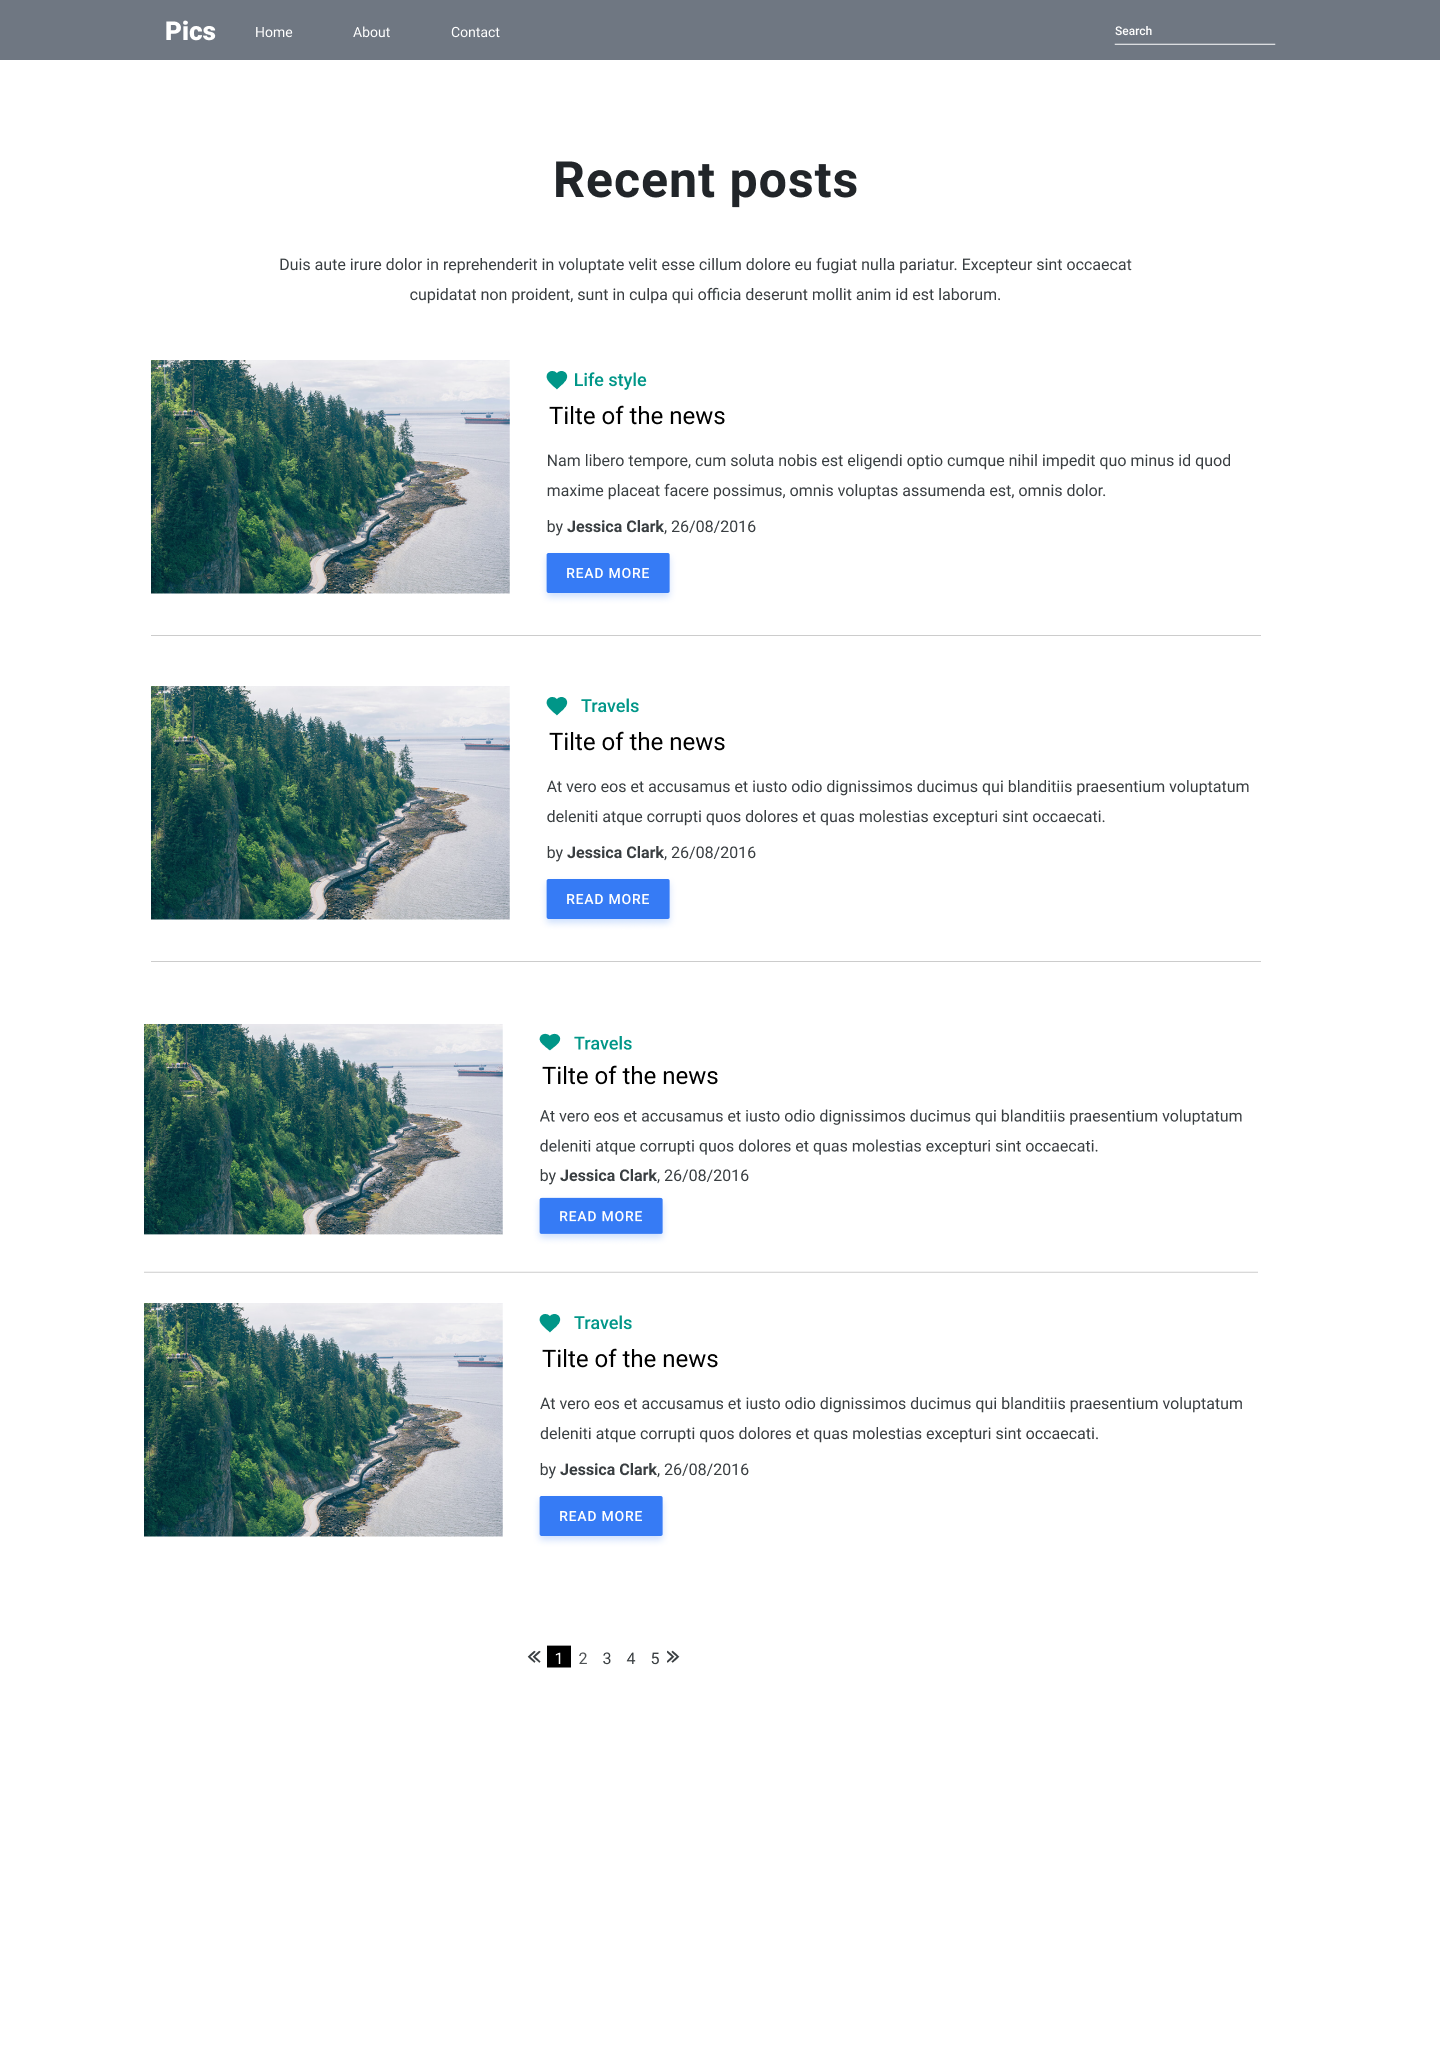 Pics Home About Contact Search
Recent posts
Duis aute irure dolor in reprehenderit in voluptate velit esse cillum dolore eu fugiat nulla pariatur. Excepteur sint occaecat
cupidatat non proident, sunt in culpa qui officia deserunt mollit anim id est laborum.
Life style
Tilte of the news
Nam libero tempore, cum soluta nobis est eligendi optio cumque nihil impedit quo minus id quod
maxime placeat facere possimus, omnis voluptas assumenda est, omnis dolor.
by Jessica Clark, 26/08/2016
READ MORE
Travels
Tilte of the news
At vero eos et accusamus et iusto odio dignissimos ducimus qui blanditiis praesentium voluptatum
deleniti atque corrupti quos dolores et quas molestias excepturi sint occaecati.
by Jessica Clark, 26/08/2016
READ MORE
Travels
Tilte of the news
At vero eos et accusamus et iusto odio dignissimos ducimus qui blanditiis praesentium voluptatum
deleniti atque corrupti quos dolores et quas molestias excepturi sint occaecati.
by Jessica Clark, 26/08/2016
READ MORE
Travels
Tilte of the news
At vero eos et accusamus et iusto odio dignissimos ducimus qui blanditiis praesentium voluptatum
deleniti atque corrupti quos dolores et quas molestias excepturi sint occaecati.
by Jessica Clark, 26/08/2016
READ MORE
« 1 2 3 4 5 »